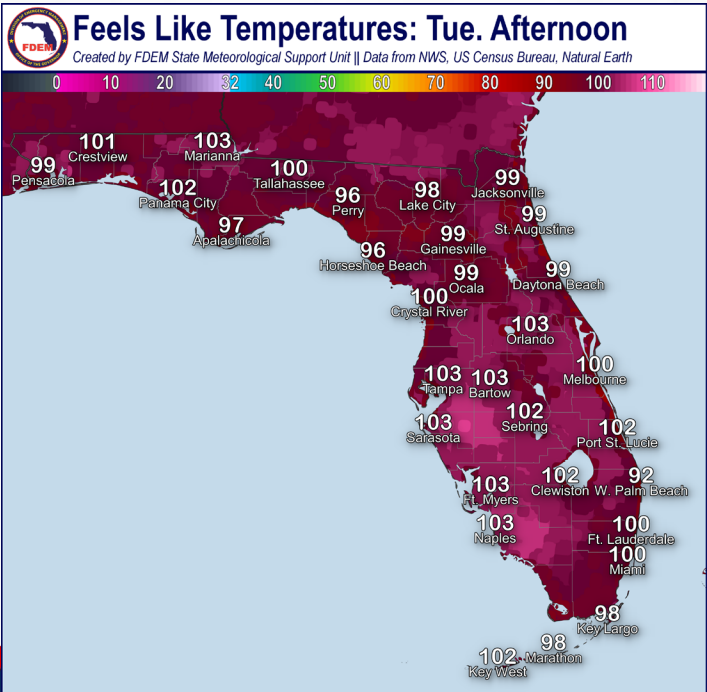 Feels Like Temperatures: Tue. Afternoon
Created by FDEM State Meteorological Support Unit || Data from NWS, US Census Bureau, Natural Earth
FDEM
0 10 20 32 40 50 60 70 80 90 100 110
101
Crestview
103
Marianna
99
Pensacola
100
Tallahassee
102
Panama City
96
Perry
98
Lake City
99
Jacksonville
97
Apalachicola
99
St. Augustine
99
Gainesville
96
Horseshoe Beach
99
Ocala
99
Daytona Beach
100
Crystal River
103
Orlando
100
Melbourne
103
Tampa
103
Bartow
103
Sarasota
102
Sebring
102
Port St. Lucie
103
Ft. Myers
102
Clewiston
92
W. Palm Beach
103
Naples
100
Ft. Lauderdale
100
Miami
98
Key Largo
98
Marathon
102
Key West